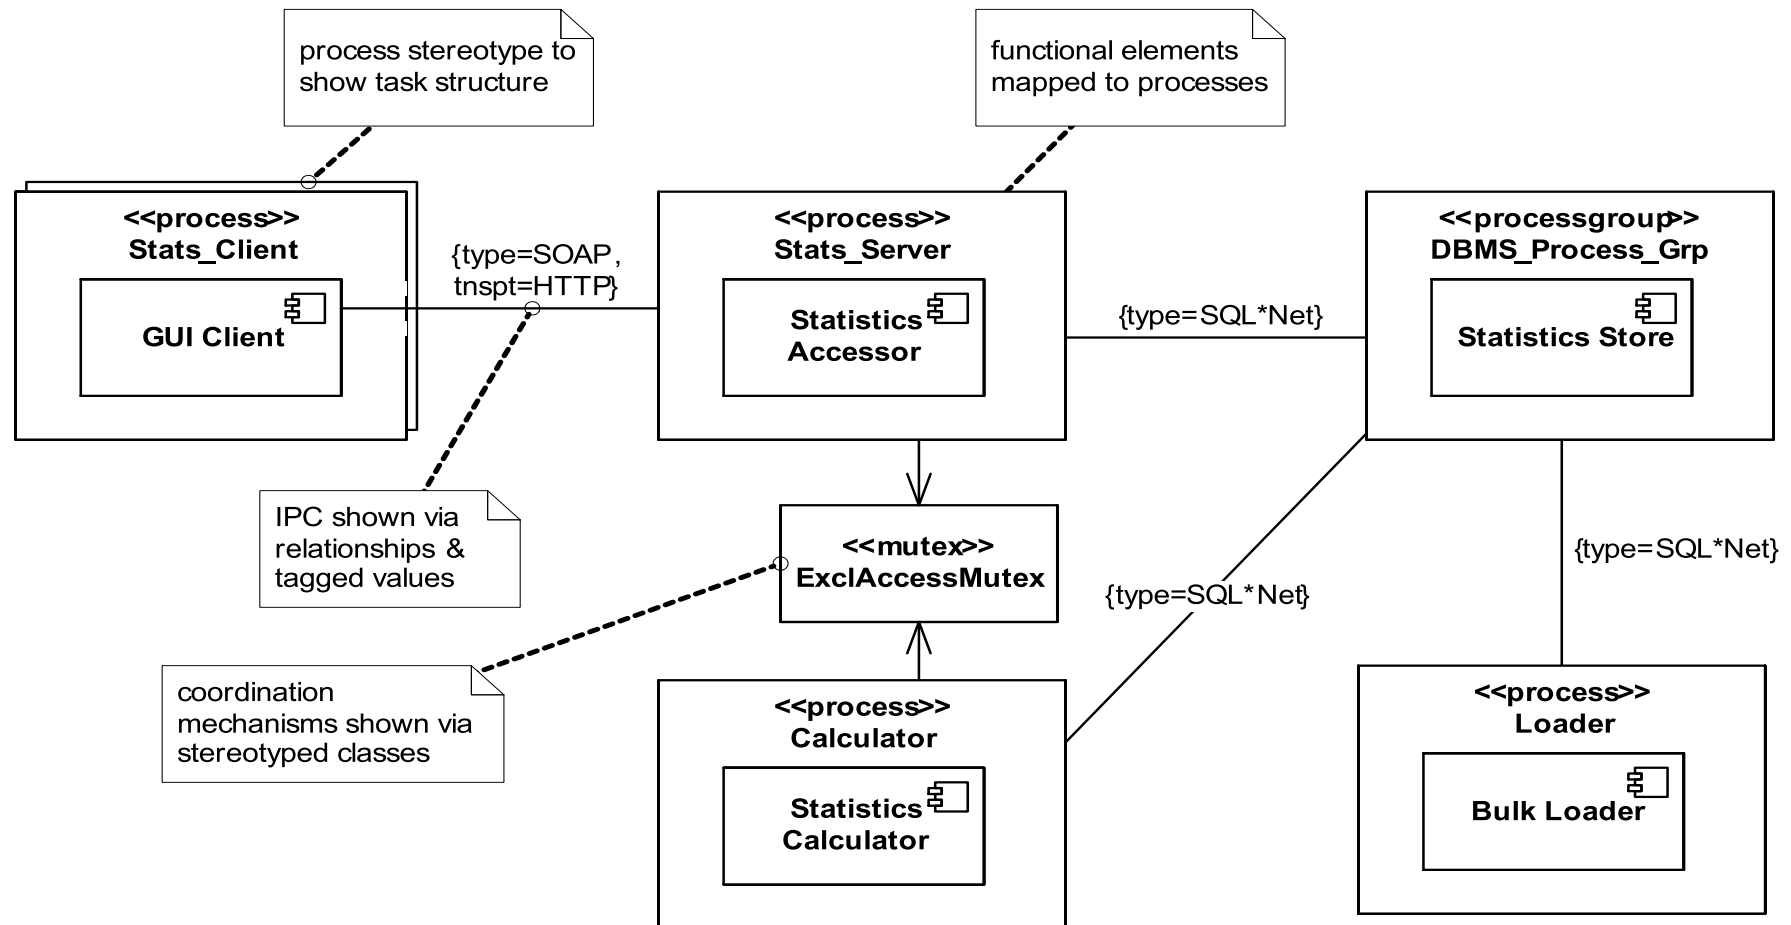 process stereotype to
show task structure
functional elements
mapped to processes
<<process>>
Stats_Client
GUI Client
{type=SOAP,
tnspt=HTTP}
<<process>>
Stats_Server
Statistics
Accessor
{type=SQL*Net}
<<processgroup>>
DBMS_Process_Grp
Statistics Store
IPC shown via
relationships &
tagged values
<<mutex>>
ExclAccessMutex
{type=SQL*Net}
{type=SQL*Net}
coordination
mechanisms shown via
stereotyped classes
<<process>>
Calculator
Statistics
Calculator
<<process>>
Loader
Bulk Loader